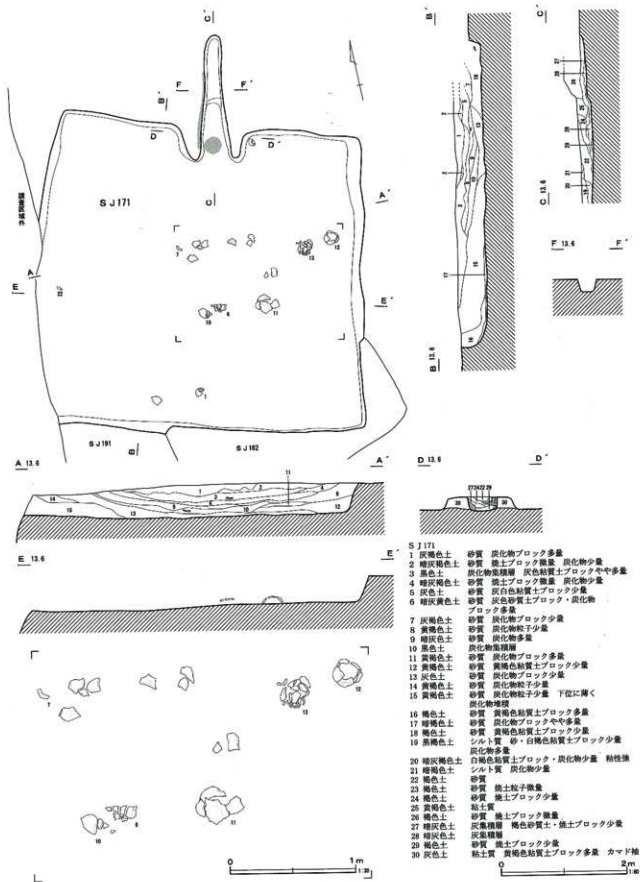 C'
F F'
B'
D D'
調査区域外
SJ171
C
A'
7
13
12
A
E
22
E'
10
6
11
1
SJ191
B
SJ162
B'
B 13.6
C'
C 13.6
F 13.6 F'
A 13.6 A'
D 13.6 D'
E 13.6 E'
7
13
12
10
6
11
0 1m
1:30
SJ171
1 灰褐色土 砂質 炭化物ブロック多量
2 暗灰褐色土 砂質 焼土ブロック微量 炭化物少量
3 黒色土 炭化物集積層 灰色粘質土ブロックやや多量
4 暗灰褐色土 砂質 焼土ブロック微量 炭化物少量
5 灰色土 砂質 灰白色粘質土ブロック少量
6 暗灰黄色土 砂質 灰色砂質土ブロック・炭化物
ブロック多量
7 灰褐色土 砂質 炭化物ブロック少量
8 黄褐色土 砂質 炭化物粒子少量
9 暗灰色土 砂質 炭化物多量
10 黒色土 炭化物集積層
11 黄褐色土 砂質 炭化物ブロック多量
12 黄褐色土 砂質 黄褐色粘質土ブロック少量
13 灰色土 砂質 炭化物ブロック少量
14 黄褐色土 砂質 炭化物粒子少量
15 黄褐色土 砂質 炭化物粒子少量 下位に薄く
炭化物堆積
16 褐色土 砂質 黄褐色粘質土ブロック多量
17 暗褐色土 砂質 炭化物ブロックやや多量
18 褐色土 砂質 黄褐色粘質土ブロック少量
19 黒褐色土 シルト質 砂・白褐色粘質土ブロック少量
炭化物多量
20 暗灰褐色土 白褐色粘質土ブロック・炭化物少量 粘性強
21 暗褐色土 シルト質 炭化物少量
22 褐色土 砂質
23 褐色土 砂質 焼土粒子微量
24 褐色土 砂質 焼土ブロック少量
25 黄褐色土 粘土質
26 褐色土 砂質 焼土ブロック微量
27 暗灰色土 灰集積層 褐色砂質土・焼土ブロック少量
28 暗灰色土 灰集積層
29 褐色土 砂質 焼土ブロック少量
30 灰色土 粘土質 黄褐色粘質土ブロック多量 カマド袖
0 2m
1:60